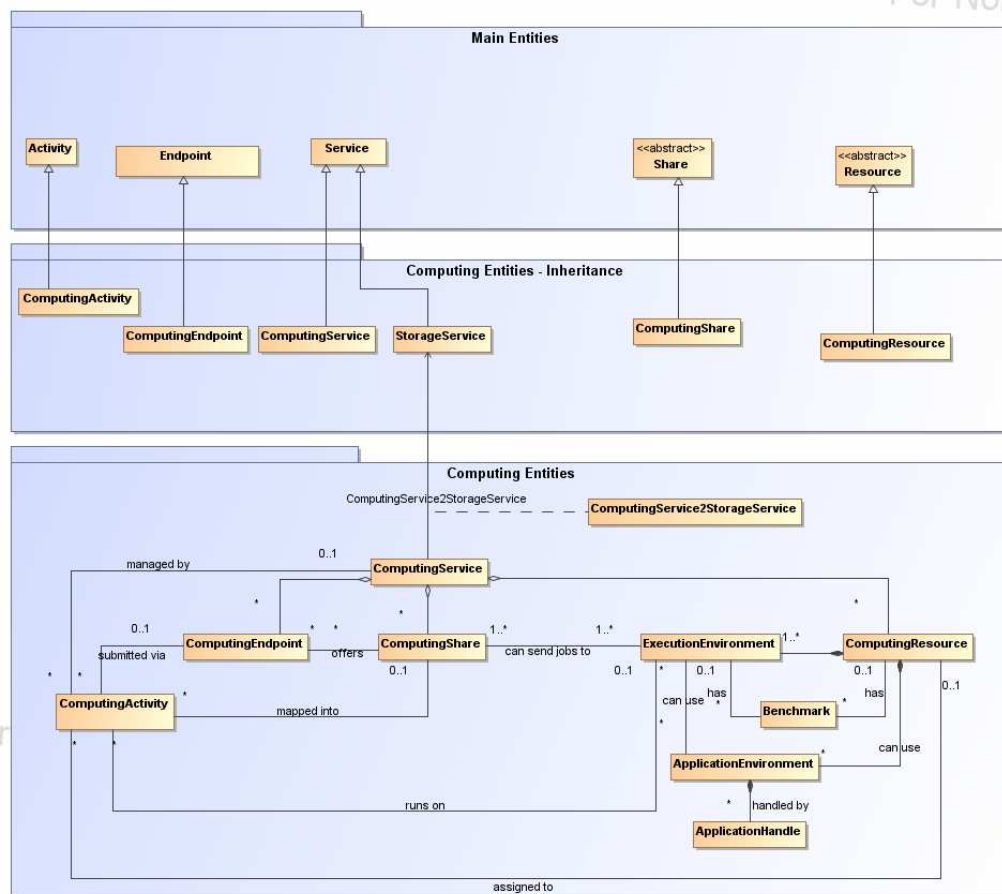 Main Entities
Activity
Endpoint
Service
<<abstract>>
Share
<<abstract>>
Resource
Computing Entities - Inheritance
ComputingActivity
ComputingEndpoint
ComputingService
StorageService
ComputingShare
ComputingResource
Computing Entities
ComputingService2StorageService
ComputingService2StorageService
0..1
managed by
ComputingService
*
*
*
0..1
ComputingEndpoint
*
*
offers
ComputingShare
1..*
1..*
can send jobs to
ExecutionEnvironment
1..*
ComputingResource
submitted via
0..1
0..1
*
0..1
0..1
0..1
*
*
*
can use
has
has
ComputingActivity
mapped into
*
*
Benchmark
*
*
*
can use
ApplicationEnvironment
*
runs on
*
handled by
ApplicationHandle
assigned to